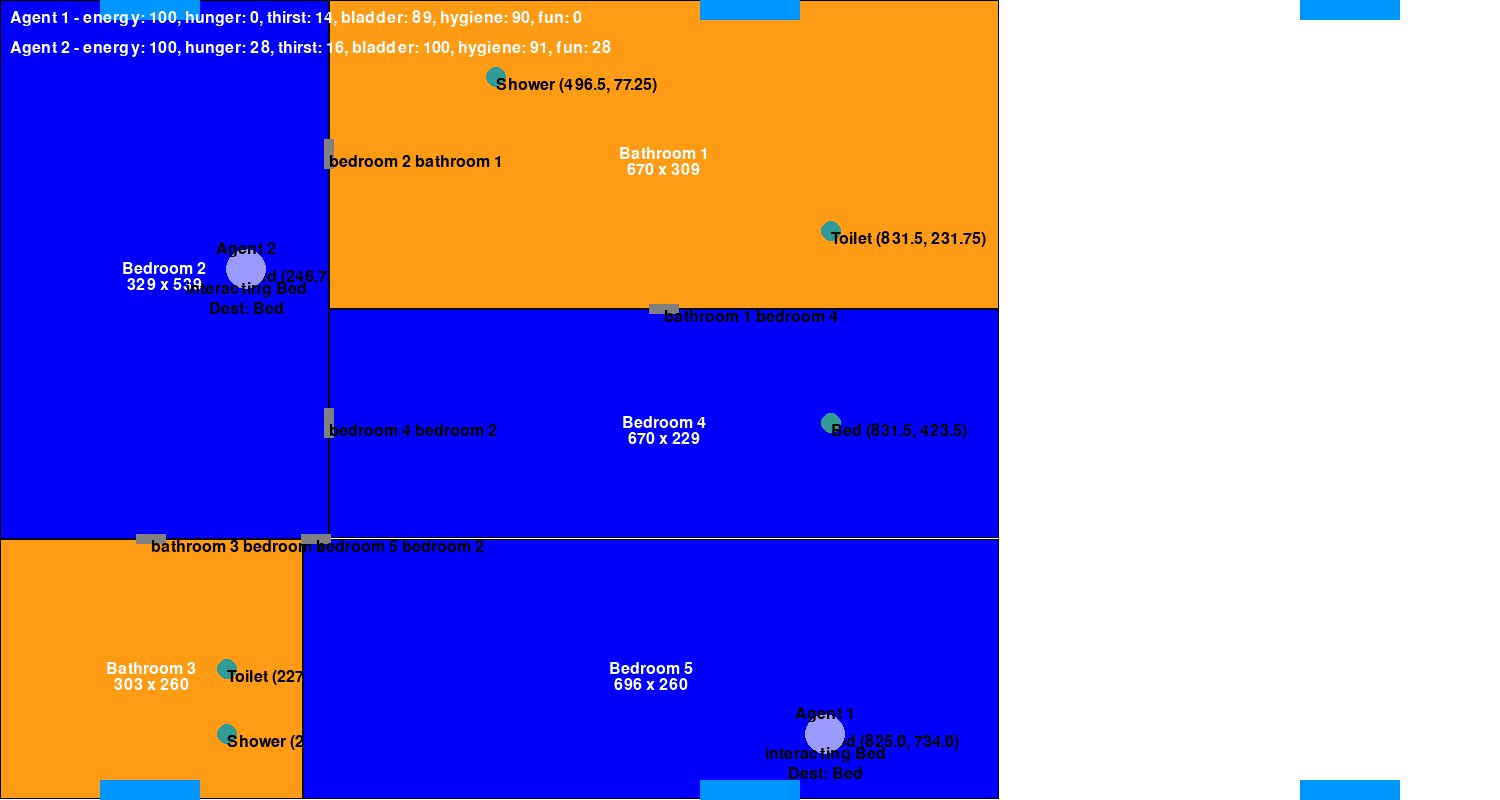 Agent 1 - energy: 100, hunger: 0, thirst: 14, bladder: 89, hygiene: 90, fun: 0
Agent 2 - energy: 100, hunger: 28, thirst: 16, bladder: 100, hygiene: 91, fun: 28
Shower (496.5, 77.25)
Bathroom 1
670 x 309
bedroom 2 bathroom 1
Toilet (831.5, 231.75)
Agent 2
Bedroom 2
329 x 539
d (246.7
interacting Bed
Dest: Bed
bathroom 1 bedroom 4
Bedroom 4
670 x 229
bedroom 4 bedroom 2
Bed (831.5, 423.5)
bathroom 3 bedroom
bedroom 5 bedroom 2
Bathroom 3
303 x 260
Toilet (227
Shower (2
Bedroom 5
696 x 260
Agent 1
d (825.0, 734.0)
interacting Bed
Dest: Bed